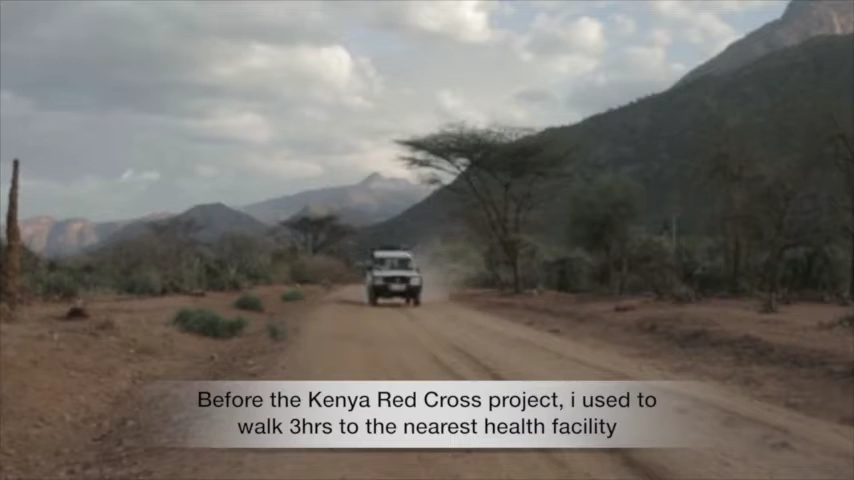 Before the Kenya Red Cross project, i used to
walk 3hrs to the nearest health facility